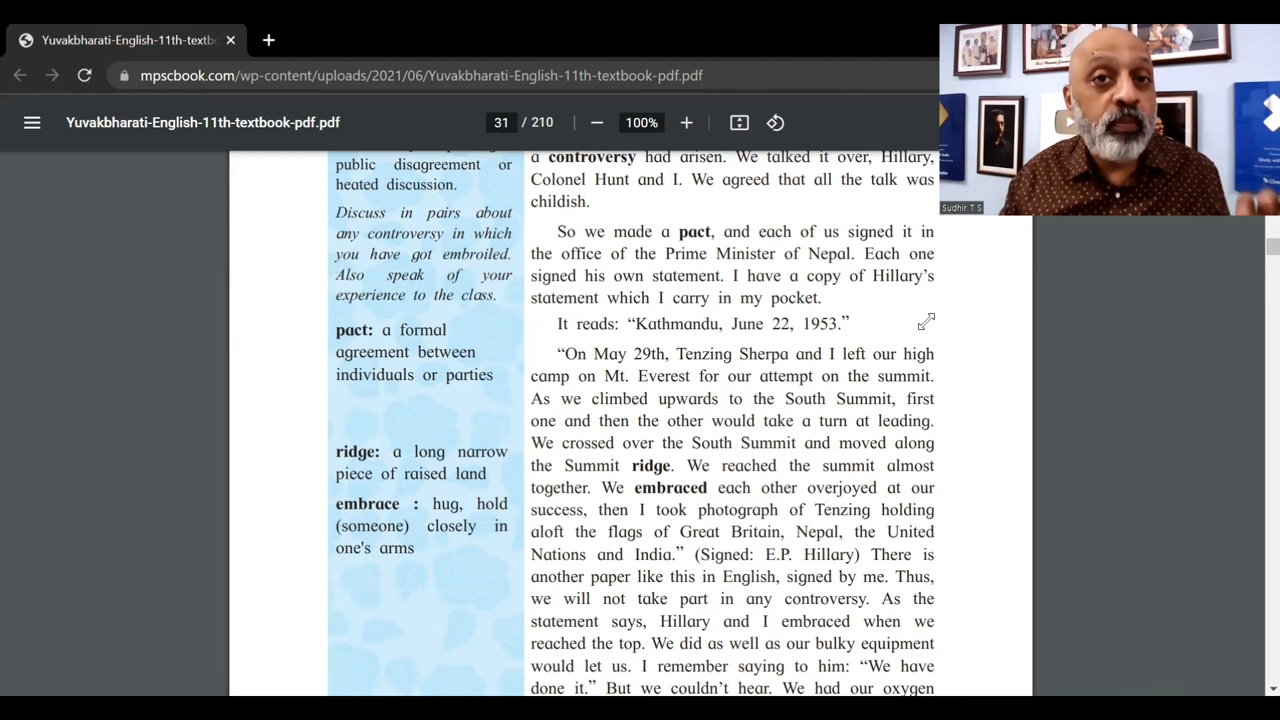 Yuvakbharati-English-11th-textb
mpscbook.com/wp-content/uploads/2021/06/Yuvakbharati-English-11th-textbook-pdf.pdf
Yuvakbharati-English-11th-textbook-pdf.pdf
31 / 210
100%
Sudhir T S
public disagreement or
heated discussion.
Discuss in pairs about
any controversy in which
you have got embroiled.
Also speak of your
experience to the class.
pact: a formal
agreement between
individuals or parties
ridge: a long narrow
piece of raised land
embrace : hug, hold
(someone) closely in
one's arms
a controversy had arisen. We talked it over, Hillary,
Colonel Hunt and I. We agreed that all the talk was
childish.
So we made a pact, and each of us signed it in
the office of the Prime Minister of Nepal. Each one
signed his own statement. I have a copy of Hillary’s
statement which I carry in my pocket.
It reads: “Kathmandu, June 22, 1953.”
“On May 29th, Tenzing Sherpa and I left our high
camp on Mt. Everest for our attempt on the summit.
As we climbed upwards to the South Summit, first
one and then the other would take a turn at leading.
We crossed over the South Summit and moved along
the Summit ridge. We reached the summit almost
together. We embraced each other overjoyed at our
success, then I took photograph of Tenzing holding
aloft the flags of Great Britain, Nepal, the United
Nations and India.” (Signed: E.P. Hillary) There is
another paper like this in English, signed by me. Thus,
we will not take part in any controversy. As the
statement says, Hillary and I embraced when we
reached the top. We did as well as our bulky equipment
would let us. I remember saying to him: “We have
done it.” But we couldn’t hear. We had our oxygen